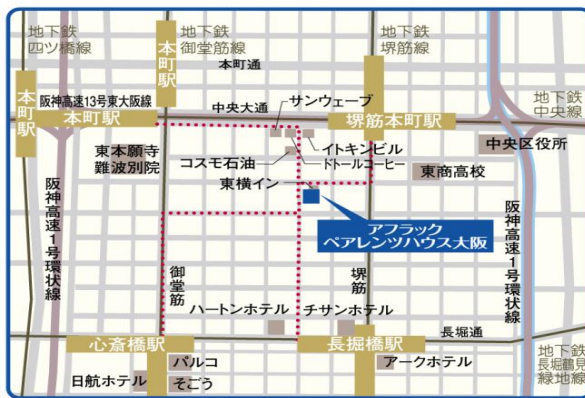 地下鉄
四ツ橋線
地下鉄
御堂筋線
地下鉄
堺筋線
本町駅
本町駅
本町通
阪神高速13号東大阪線
中央大通
サンウェーブ
地下鉄
中央線
本町駅
堺筋本町駅
イトキンビル
ドトールコーヒー
コスモ石油
中央区役所
東本願寺
難波別院
東商高校
東横イン
アフラック
ペアレンツハウス大阪
阪神高速1号環状線
阪神高速1号環状線
御堂筋
堺筋
ハートンホテル
チサンホテル
長堀通
心斎橋駅
長堀橋駅
地下鉄
長堀鶴見
緑地線
パルコ
アークホテル
日航ホテル
そごう